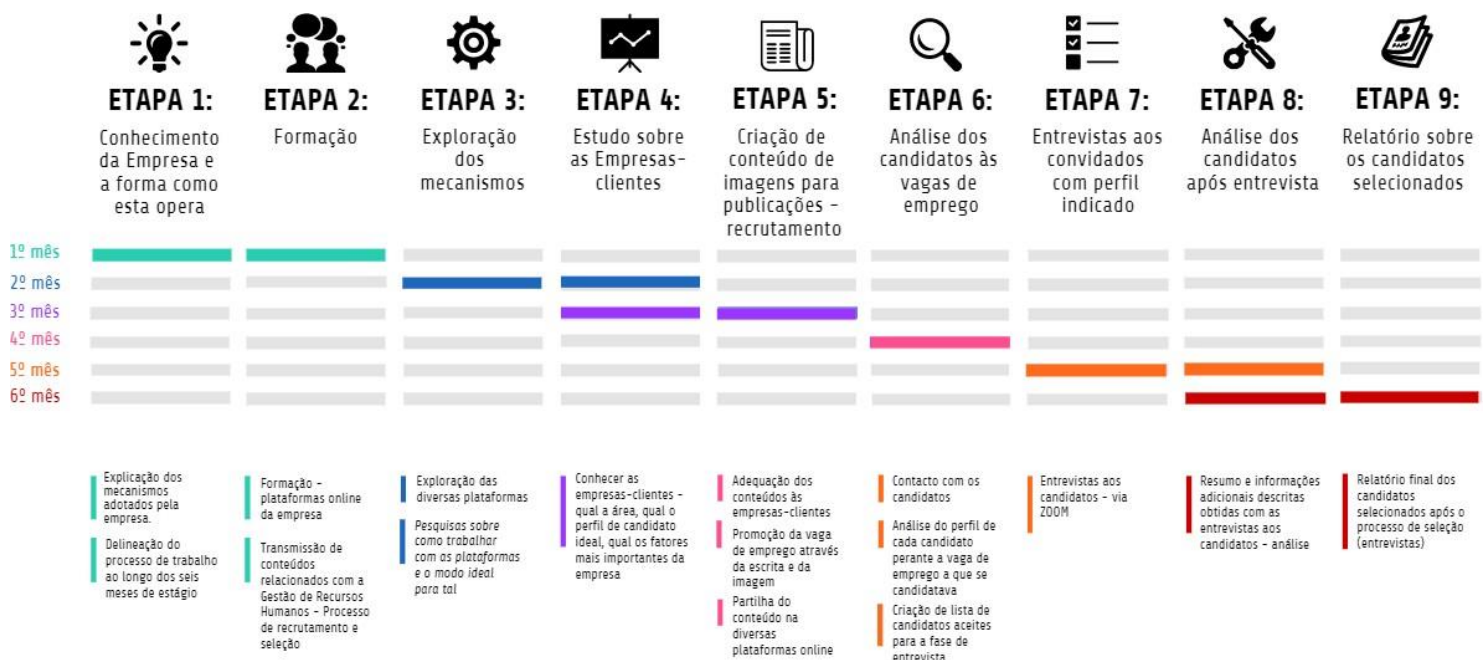 ETAPA 1:
Conhecimento
da Empresa e
a forma como
esta opera
ETAPA 2:
Formação
ETAPA 3:
Exploração
dos
mecanismos
ETAPA 4:
Estudo sobre
as Empresas-
clientes
ETAPA 5:
Criação de
conteúdo de
imagens para
publicações -
recrutamento
ETAPA 6:
Análise dos
candidatos às
vagas de
emprego
ETAPA 7:
Entrevistas aos
convidados
com perfil
indicado
ETAPA 8:
Análise dos
candidatos
após entrevista
ETAPA 9:
Relatório sobre
os candidatos
selecionados
1º mês
2º mês
3º mês
4º mês
5º mês
6º mês
Explicação dos
mecanismos
adotados pela
empresa.
Delineação do
processo de trabalho
ao longo dos seis
meses de estágio
Formação -
plataformas online
da empresa
Transmissão de
conteúdos
relacionados com a
Gestão de Recursos
Humanos - Processo
de recrutamento e
seleção
Exploração das
diversas plataformas
Pesquisas sobre
como trabalhar
com as plataformas
e o modo ideal
para tal
Conhecer as
empresas-clientes -
qual a área, qual o
perfil de candidato
ideal, qual os fatores
mais importantes da
empresa
Adequação dos
conteúdos às
empresas-clientes
Promoção da vaga
de emprego através
da escrita e da
imagem
Partilha do
conteúdo na
diversas
plataformas online
Contacto com os
candidatos
Análise do perfil de
cada candidato
perante a vaga de
emprego a que se
candidatava
Criação de lista de
candidatos aceites
para a fase de
entrevista
Entrevistas aos
candidatos - via
ZOOM
Resumo e informações
adicionais descritas
obtidas com as
entrevistas aos
candidatos - análise
Relatório final dos
candidatos
selecionados após o
processo de seleção
(entrevistas)